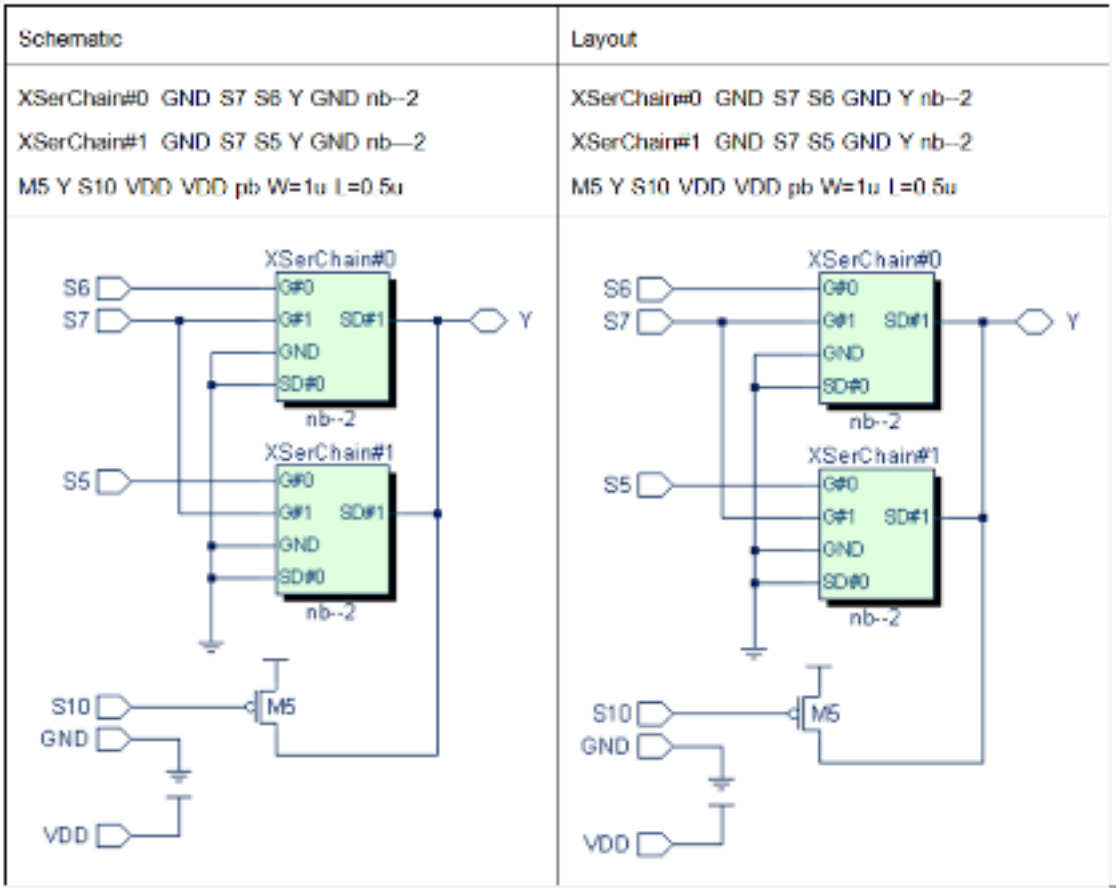 Schematic
Layout
XSerChain#0 GND S7 S6 Y GND nb--2
XSerChain#1 GND S7 S5 Y GND nb--2
M5 Y S10 VDD VDD pb W=1u L=0.5u
XSerChain#0 GND S7 S6 GND Y nb--2
XSerChain#1 GND S7 S5 GND Y nb--2
M5 Y S10 VDD VDD pb W=1u L=0.5u
XSerChain#0
S6
G#0
S7
G#1 SD#1
Y
GND
SD#0
nb--2
XSerChain#1
S5
G#0
G#1 SD#1
GND
SD#0
nb--2
S10
M5
GND
VDD
XSerChain#0
S6
G#0
S7
G#1 SD#1
Y
GND
SD#0
nb--2
XSerChain#1
S5
G#0
G#1 SD#1
GND
SD#0
nb--2
S10
M5
GND
VDD